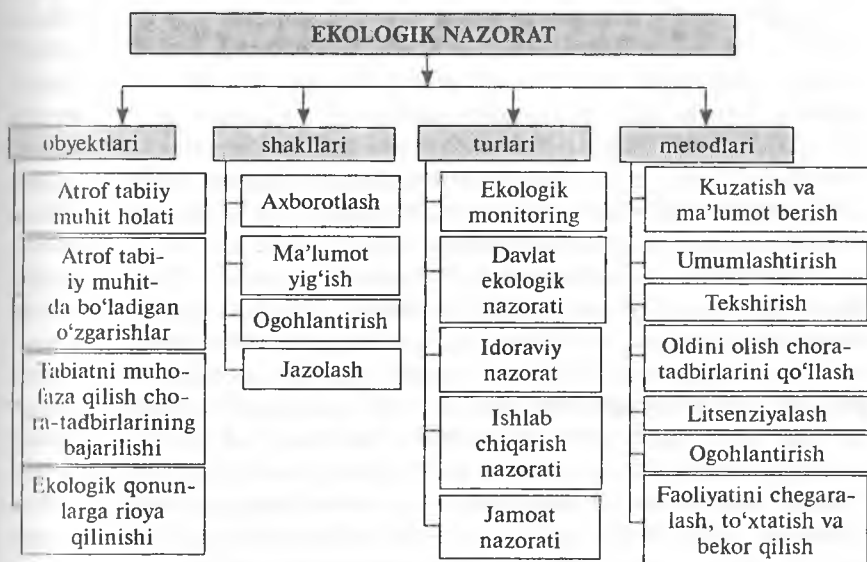 EKOLOGIK NAZORAT
obyektlari
Atrof tabiiy
muhit holati
Atrof tabi-
iy muhit-
da bo‘ladigan
o‘zgarishlar
Tabiatni muho-
faza qilish cho-
ra-tadbirlarining
bajarilishi
Ekologik qonun-
larga rioya
qilinishi
shakllari
Axborotlash
Ma’lumot
yig‘ish
Ogohlantirish
Jazolash
turlari
Ekologik
monitoring
Davlat
ekologik
nazorati
Idoraviy
nazorat
Ishlab
chiqarish
nazorati
Jamoat
nazorati
metodlari
Kuzatish va
ma’lumot berish
Umumlashtirish
Tekshirish
Oldini olish chora-
tadbirlarini qo‘llash
Litsenziyalash
Ogohlantirish
Faoliyatini chegara-
lash, to‘xtatish va
bekor qilish